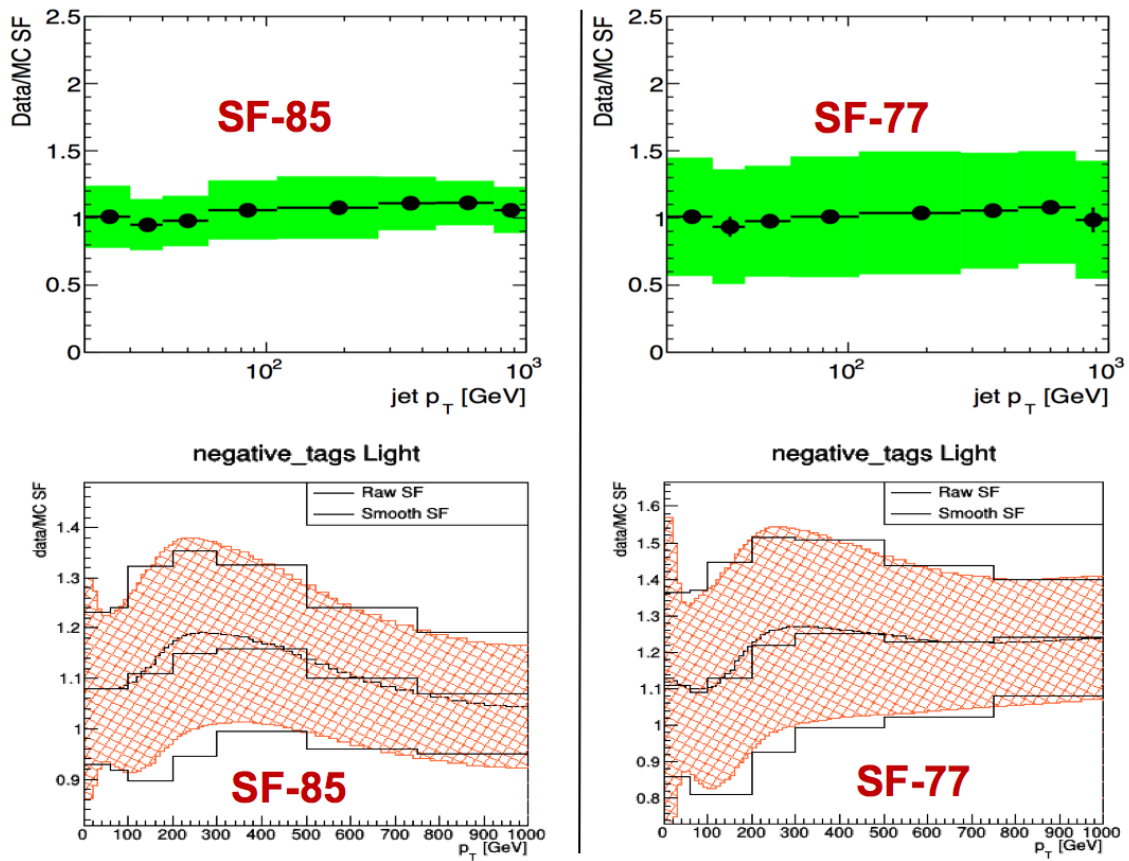 2.5
2
1.5
1
0.5
0
Data/MC SF
SF-85
10²
10³
jet p_T [GeV]
2.5
2
1.5
1
0.5
0
Data/MC SF
SF-77
10²
10³
jet p_T [GeV]
negative_tags Light
Raw SF
Smooth SF
data/MC SF
1.4
1.3
1.2
1.1
1
0.9
SF-85
0 100 200 300 400 500 600 700 800 900 1000
p_T [GeV]
negative_tags Light
Raw SF
Smooth SF
data/MC SF
1.6
1.5
1.4
1.3
1.2
1.1
1
0.9
0.8
SF-77
0 100 200 300 400 500 600 700 800 900 1000
p_T [GeV]